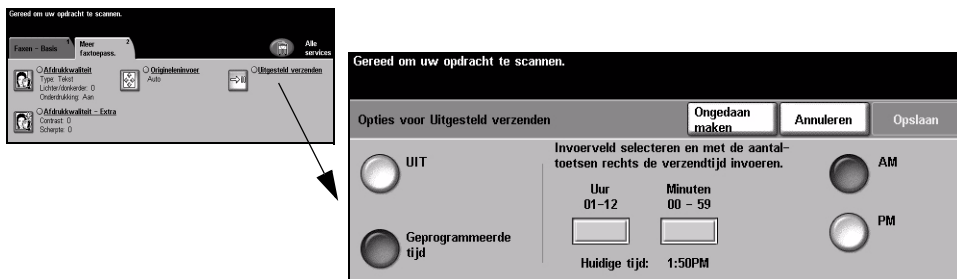 Gereed om uw opdracht te scannen.
Faxen - Basis 1
Meer 2
faxtoepass.
Alle
services
Afdrukkwaliteit
Type: Tekst
Lichter/donkerder: 0
Onderdrukking: Aan
Origineleninvoer
Auto
Uitgesteld verzenden
Afdrukkwaliteit - Extra
Contrast: 0
Scherpte: 0
Gereed om uw opdracht te scannen.
Opties voor Uitgesteld verzenden
Ongedaan
maken
Annuleren
Opslaan
UIT
Geprogrammeerde
tijd
Invoerveld selecteren en met de aantal-
toetsen rechts de verzendtijd invoeren.
Uur
01-12
Minuten
00 - 59
Huidige tijd: 1:50PM
AM
PM